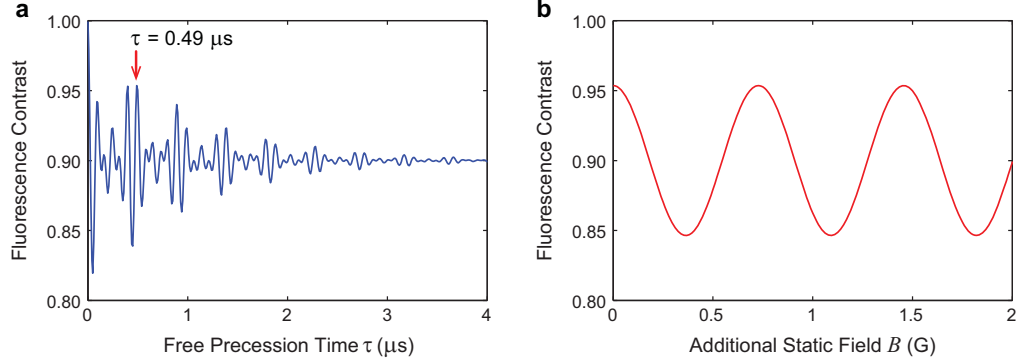 a
b
τ = 0.49 μs
1.00
0.95
0.90
0.85
0.80
0
1
2
3
4
Fluorescence Contrast
Free Precession Time τ (μs)
1.00
0.95
0.90
0.85
0.80
0
0.5
1
1.5
2
Fluorescence Contrast
Additional Static Field B (G)